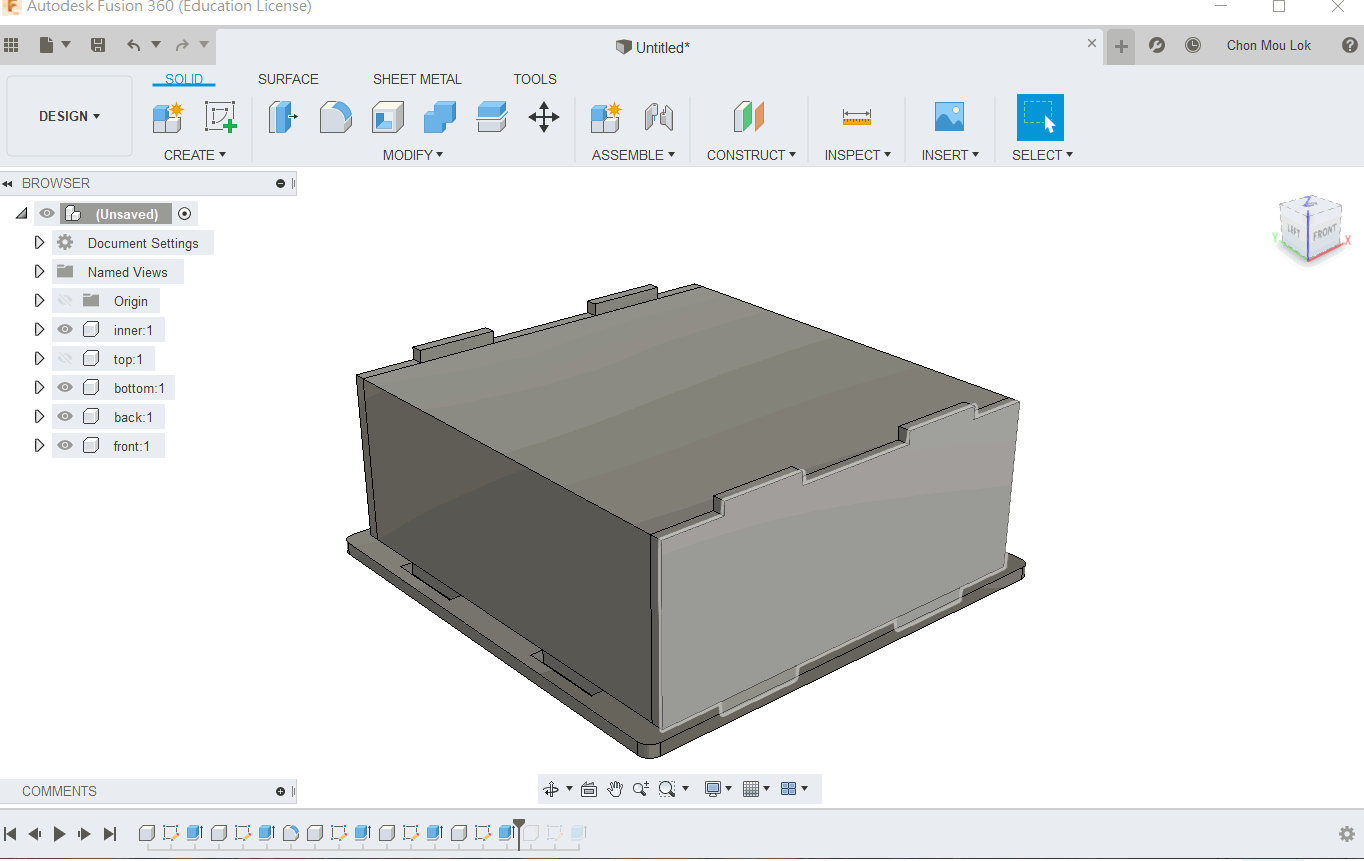 Autodesk Fusion 360 (Education License)
Untitled*
Chon Mou Lok
SOLID SURFACE SHEET METAL TOOLS
DESIGN
CREATE MODIFY ASSEMBLE CONSTRUCT INSPECT INSERT SELECT
BROWSER
(Unsaved)
Document Settings
Named Views
Origin
inner:1
top:1
bottom:1
back:1
front:1
Z
LEFT FRONT
Y X
COMMENTS